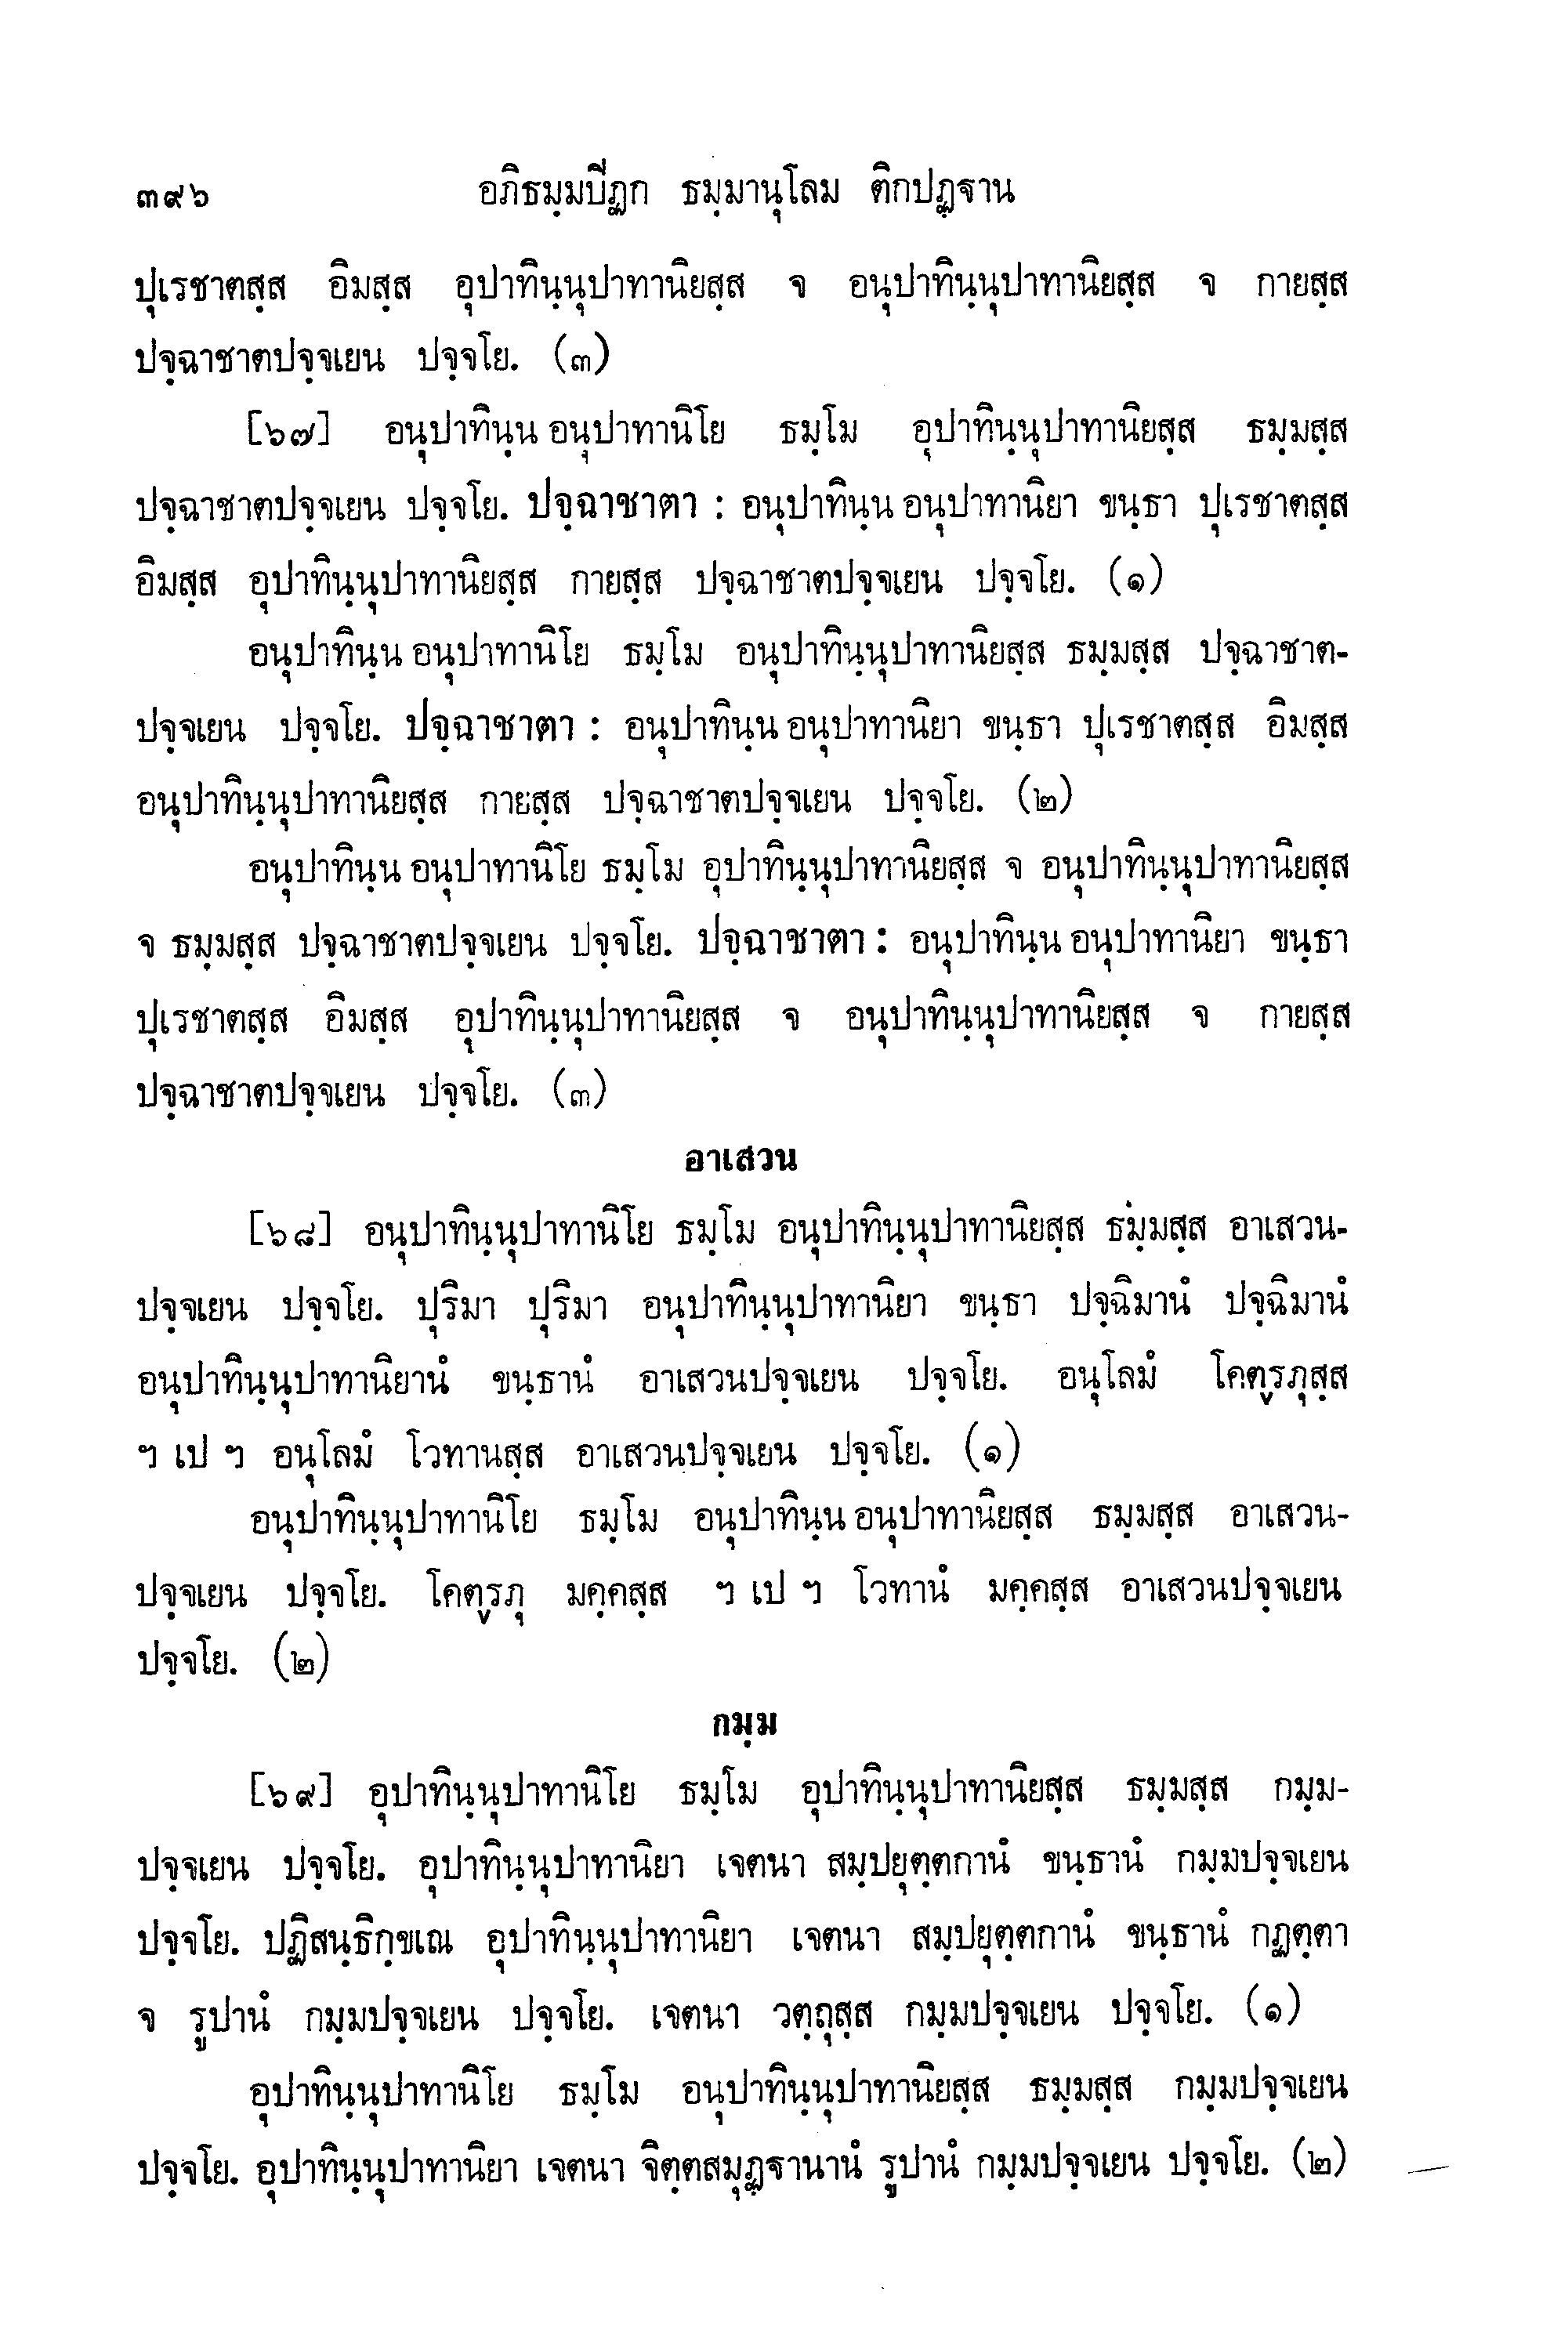 ๓๙๖ อภิธมฺมปีฏก ธมฺมานุโลม ติกปฏฺฐาน
ปุเรชาตสฺส อิมสฺส อุปาทินฺนุปาทานิยสฺส จ อนุปาทินฺนุปาทานิยสฺส จ กายสฺส
ปจฺฉาชาตปจฺจเยน ปจฺจโย. (๓)
[๖๗] อนุปาทินฺน อนุปาทานิโย ธมฺโม อุปาทินฺนุปาทานิยสฺส ธมฺมสฺส
ปจฺฉาชาตปจฺจเยน ปจฺจโย. ปจฺฉาชาตา : อนุปาทินฺน อนุปาทานิยา ขนฺธา ปุเรชาตสฺส
อิมสฺส อุปาทินฺนุปาทานิยสฺส กายสฺส ปจฺฉาชาตปจฺจเยน ปจฺจโย. (๑)
อนุปาทินฺน อนุปาทานิโย ธมฺโม อนุปาทินฺนุปาทานิยสฺส ธมฺมสฺส ปจฺฉาชาต-
ปจฺจเยน ปจฺจโย. ปจฺฉาชาตา : อนุปาทินฺน อนุปาทานิยา ขนฺธา ปุเรชาตสฺส อิมสฺส
อนุปาทินฺนุปาทานิยสฺส กายสฺส ปจฺฉาชาตปจฺจเยน ปจฺจโย. (๒)
อนุปาทินฺน อนุปาทานิโย ธมฺโม อุปาทินฺนุปาทานิยสฺส จ อนุปาทินฺนุปาทานิยสฺส
จ ธมฺมสฺส ปจฺฉาชาตปจฺจเยน ปจฺจโย. ปจฺฉาชาตา : อนุปาทินฺน อนุปาทานิยา ขนฺธา
ปุเรชาตสฺส อิมสฺส อุปาทินฺนุปาทานิยสฺส จ อนุปาทินฺนุปาทานิยสฺส จ กายสฺส
ปจฺฉาชาตปจฺจเยน ปจฺจโย. (๓)
อาเสวน
[๖๘] อนุปาทินฺนุปาทานิโย ธมฺโม อนุปาทินฺนุปาทานิยสฺส ธมฺมสฺส อาเสวน-
ปจฺจเยน ปจฺจโย. ปุริมา ปุริมา อนุปาทินฺนุปาทานิยา ขนฺธา ปจฺฉิมานํ ปจฺฉิมานํ
อนุปาทินฺนุปาทานิยานํ ขนฺธานํ อาเสวนปจฺจเยน ปจฺจโย. อนุโลมํ โคตฺรภุสฺส
ฯ เป ฯ อนุโลมํ โวทานสฺส อาเสวนปจฺจเยน ปจฺจโย. (๑)
อนุปาทินฺนุปาทานิโย ธมฺโม อนุปาทินฺน อนุปาทานิยสฺส ธมฺมสฺส อาเสวน-
ปจฺจเยน ปจฺจโย. โคตฺรภุ มคฺคสฺส ฯ เป ฯ โวทานํ มคฺคสฺส อาเสวนปจฺจเยน
ปจฺจโย. (๒)
กมฺม
[๖๙] อุปาทินฺนุปาทานิโย ธมฺโม อุปาทินฺนุปาทานิยสฺส ธมฺมสฺส กมฺม-
ปจฺจเยน ปจฺจโย. อุปาทินฺนุปาทานิยา เจตนา สมฺปยุตฺตกานํ ขนฺธานํ กมฺมปจฺจเยน
ปจฺจโย. ปฏิสนฺธิกฺขเณ อุปาทินฺนุปาทานิยา เจตนา สมฺปยุตฺตกานํ ขนฺธานํ กฏตฺตา
จ รูปานํ กมฺมปจฺจเยน ปจฺจโย. เจตนา วตฺถุสฺส กมฺมปจฺจเยน ปจฺจโย. (๑)
อุปาทินฺนุปาทานิโย ธมฺโม อนุปาทินฺนุปาทานิยสฺส ธมฺมสฺส กมฺมปจฺจเยน
ปจฺจโย. อุปาทินฺนุปาทานิยา เจตนา จิตฺตสมุฏฺฐานานํ รูปานํ กมฺมปจฺจเยน ปจฺจโย. (๒)